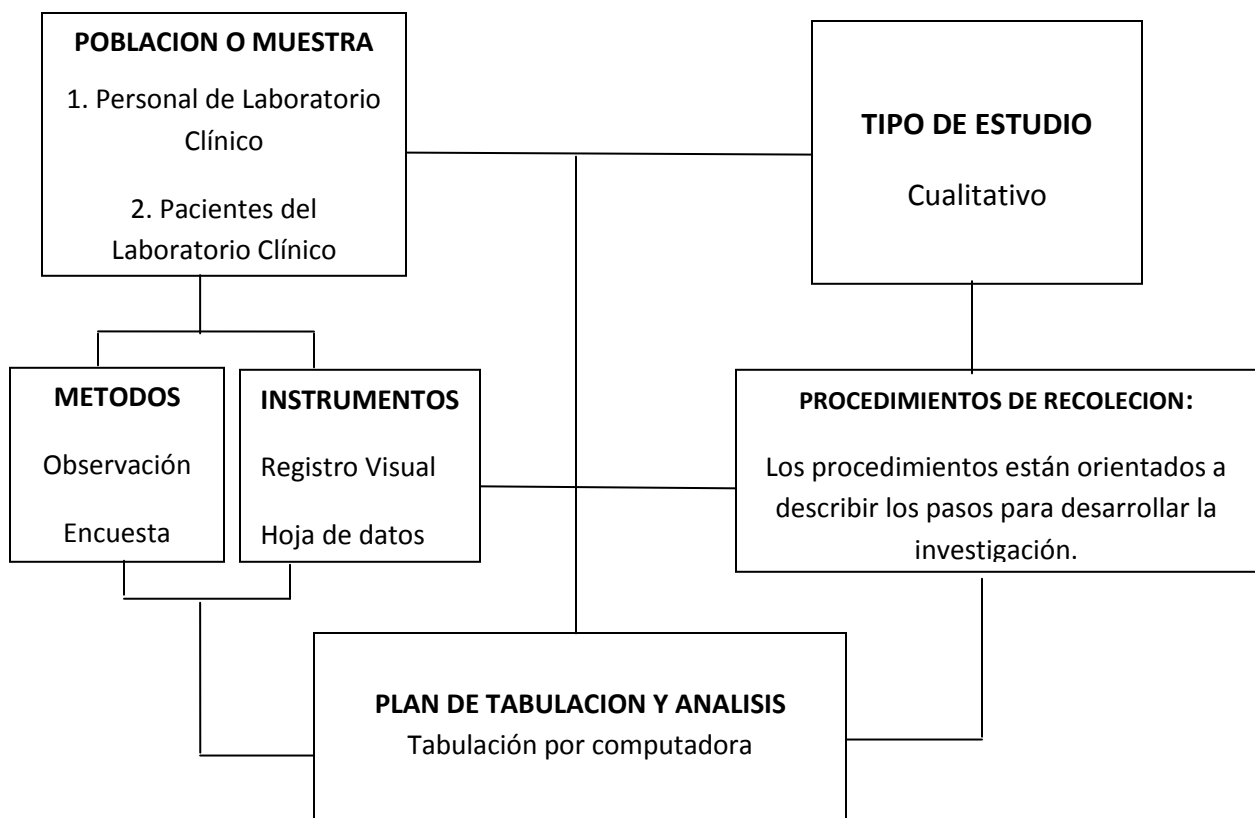 POBLACION O MUESTRA
1. Personal de Laboratorio
Clínico
2. Pacientes del
Laboratorio Clínico
TIPO DE ESTUDIO
Cualitativo
METODOS
Observación
Encuesta
INSTRUMENTOS
Registro Visual
Hoja de datos
PROCEDIMIENTOS DE RECOLECION:
Los procedimientos están orientados a
describir los pasos para desarrollar la
investigación.
PLAN DE TABULACION Y ANALISIS
Tabulación por computadora